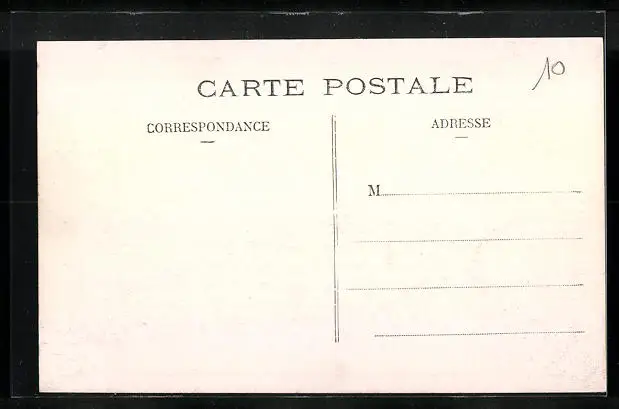 CARTE POSTALE
10
CORRESPONDANCE
ADRESSE
M